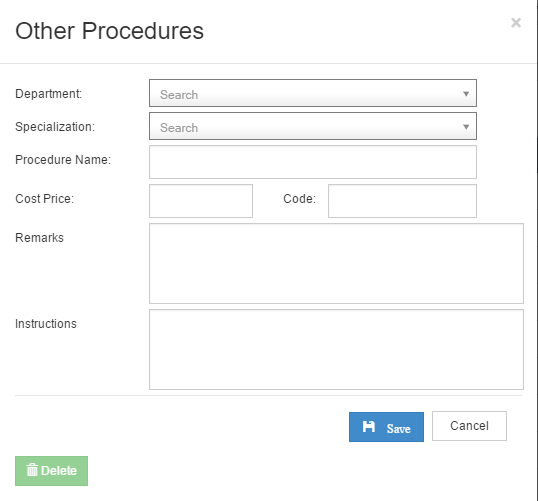 Other Procedures ×
Department: Search
Specialization: Search
Procedure Name:
Cost Price: Code:
Remarks
Instructions
Save Cancel
Delete